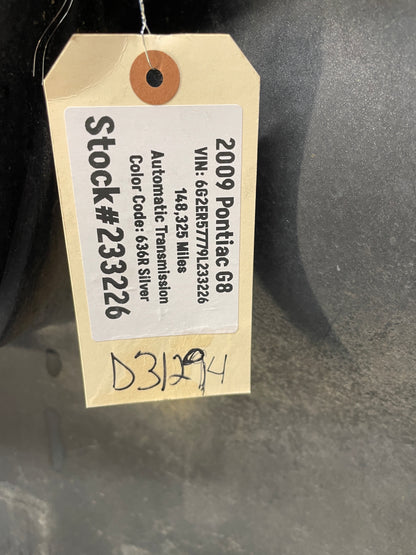 2009 Pontiac G8
VIN: 6G2ER57779L233226
148,325 Miles
Automatic Transmission
Color Code: 636R Silver
Stock#233226
D31294